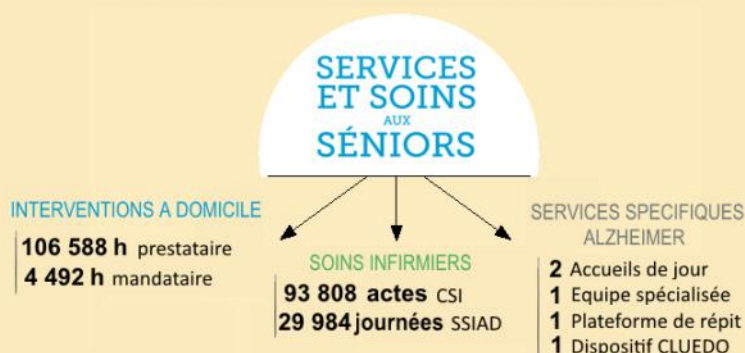 SERVICES
ET SOINS
AUX
SÉNIORS
INTERVENTIONS A DOMICILE
106 588 h prestataire
4 492 h mandataire
SOINS INFIRMIERS
93 808 actes CSI
29 984 journées SSIAD
SERVICES SPECIFIQUES
ALZHEIMER
2 Accueils de jour
1 Equipe spécialisée
1 Plateforme de répit
1 Dispositif CLUEDO